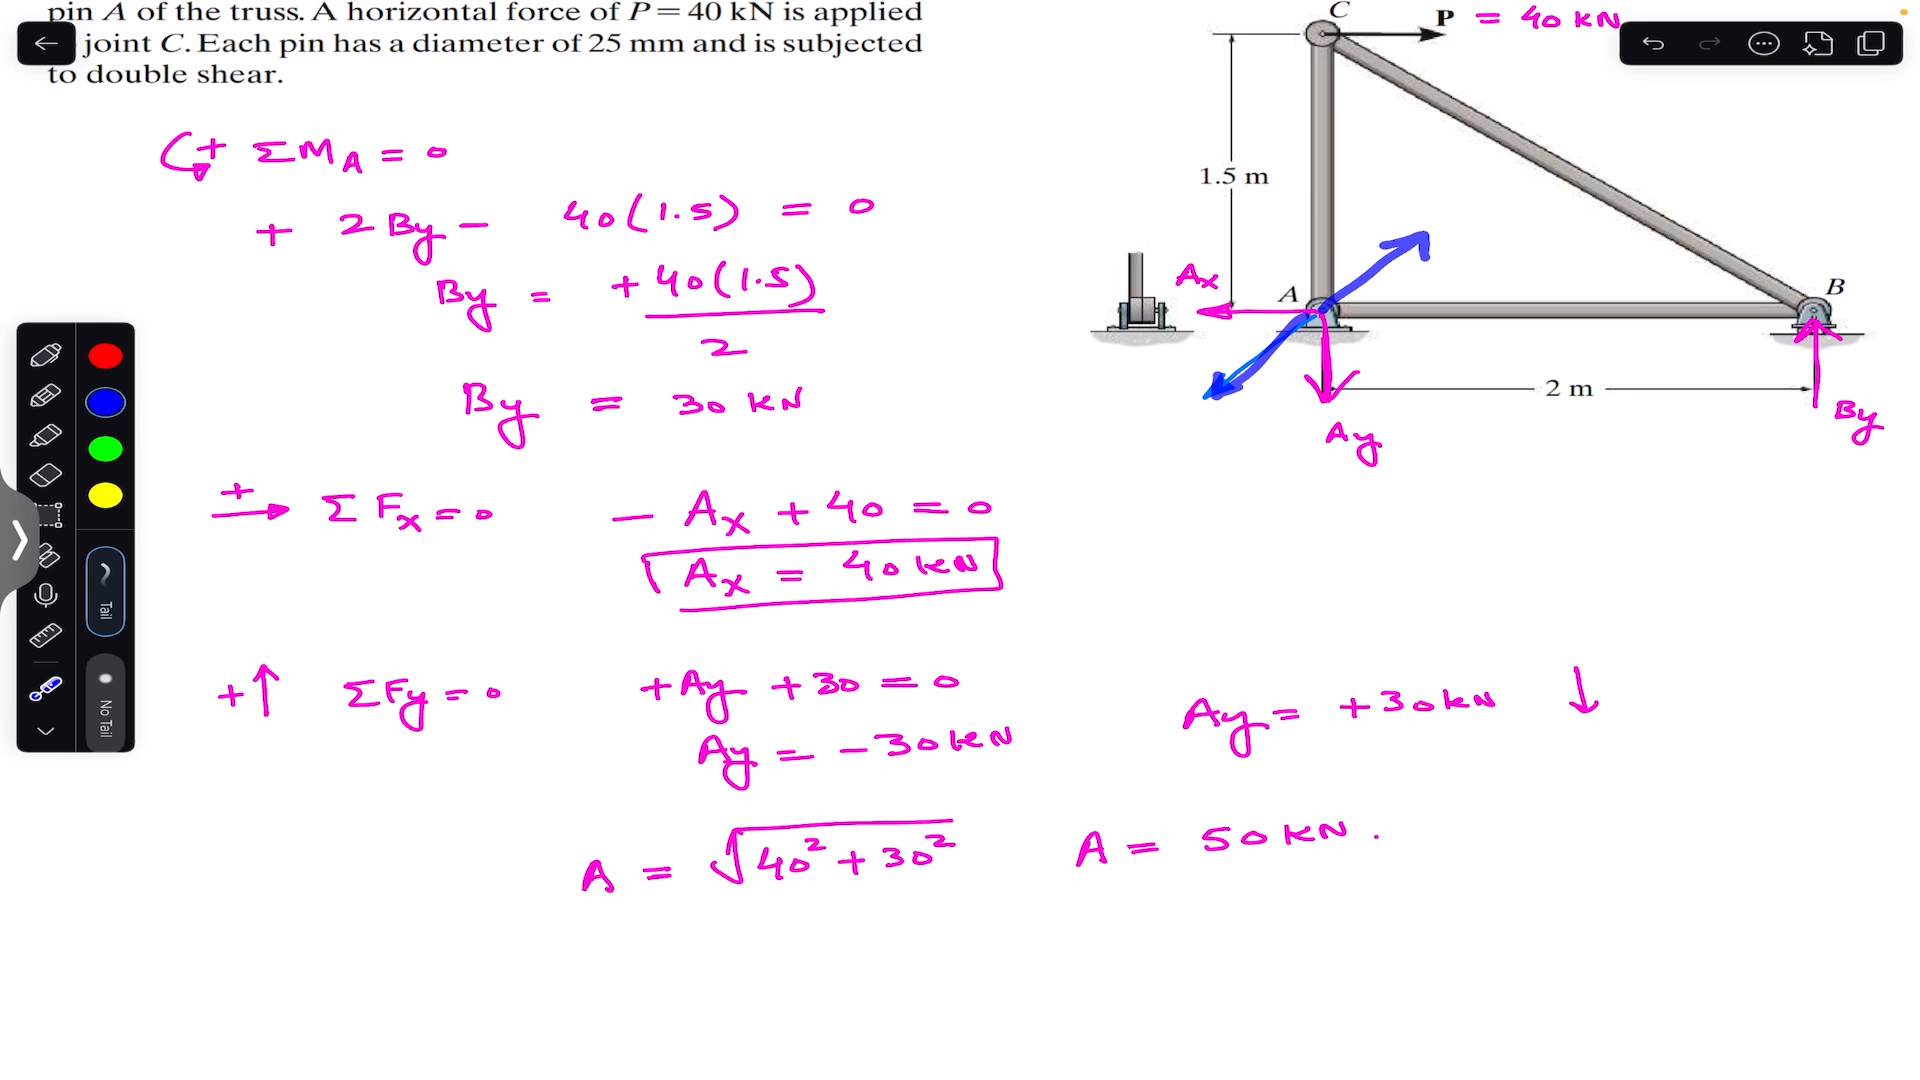 pin A of the truss. A horizontal force of P = 40 kN is applied
joint C. Each pin has a diameter of 25 mm and is subjected
to double shear.
C
P = 40 kN
+ ΣM_A = 0
+ 2 By - 40(1.5) = 0
1.5 m
By = +40(1.5) / 2
Ax
A
B
By = 30 kN
2 m
Ay
By
+ → ΣFx = 0 - Ax + 40 = 0
Ax = 40 kN
+↑ ΣFy = 0 +Ay + 30 = 0
Ay = +30 kN ↓
Ay = -30 kN
A = √40² + 30² A = 50 kN.
Tail
No Tail